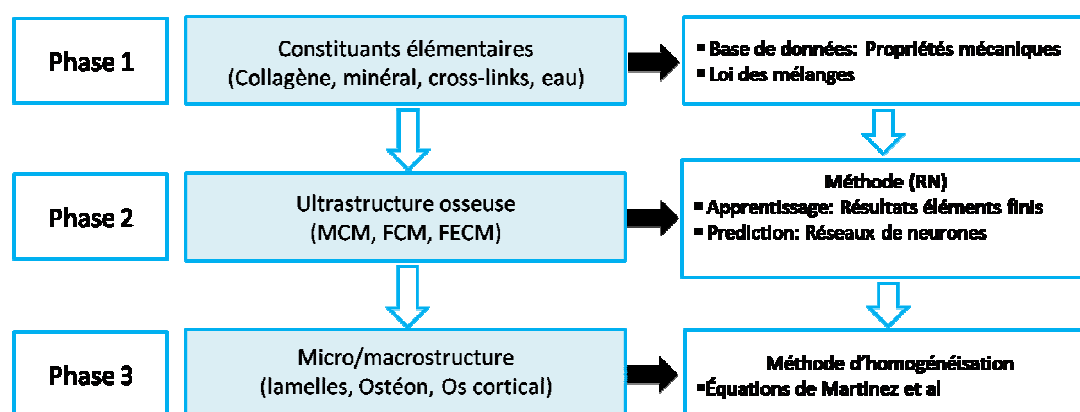 Phase 1
Constituants élémentaires
(Collagène, minéral, cross-links, eau)
▪ Base de données: Propriétés mécaniques
▪ Loi des mélanges
Phase 2
Ultrastructure osseuse
(MCM, FCM, FECM)
Méthode (RN)
▪ Apprentissage: Résultats éléments finis
▪ Prediction: Réseaux de neurones
Phase 3
Micro/macrostructure
(lamelles, Ostéon, Os cortical)
Méthode d’homogénéisation
▪ Équations de Martinez et al